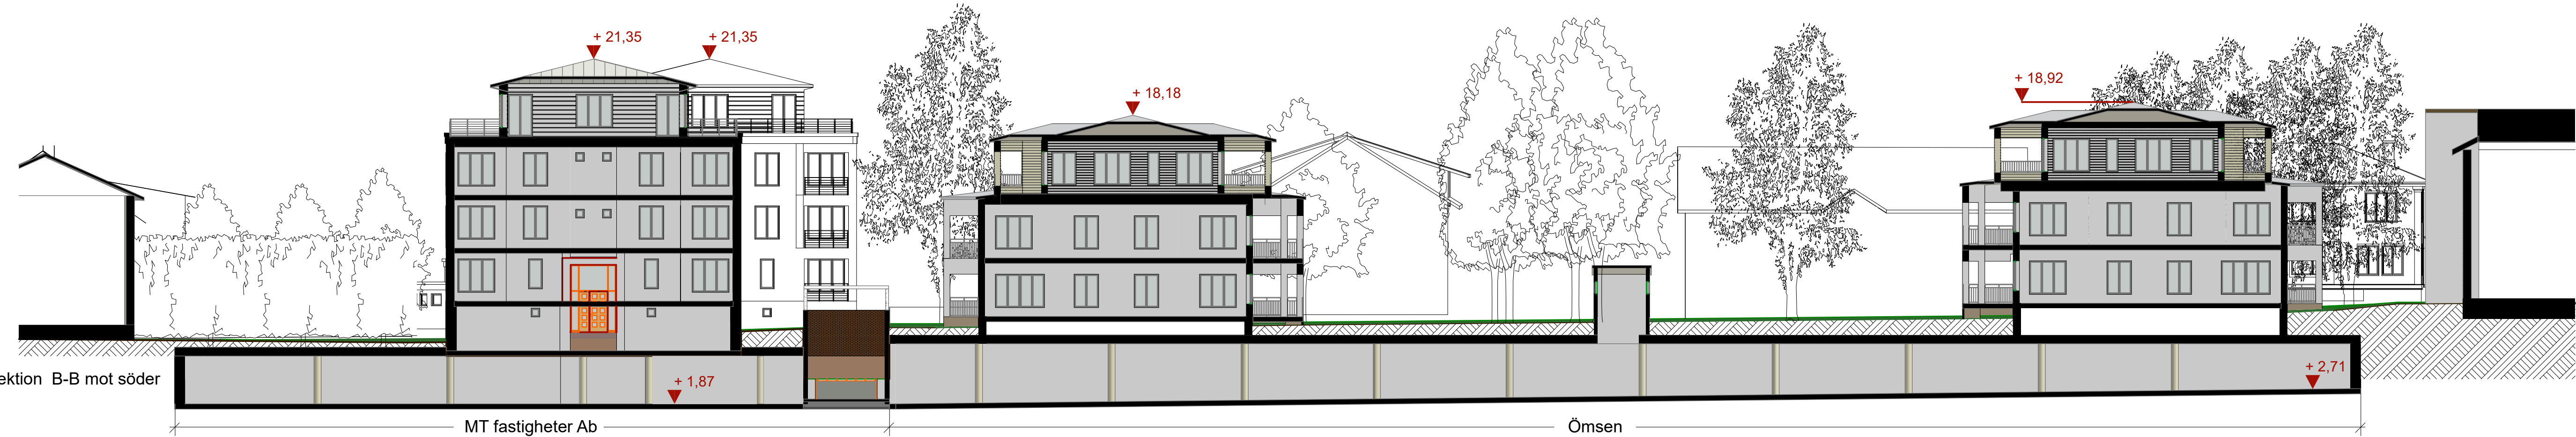 + 21,35
+ 21,35
+ 18,18
+ 18,92
ektion B-B mot söder
+ 1,87
+ 2,71
MT fastigheter Ab
Ömsen